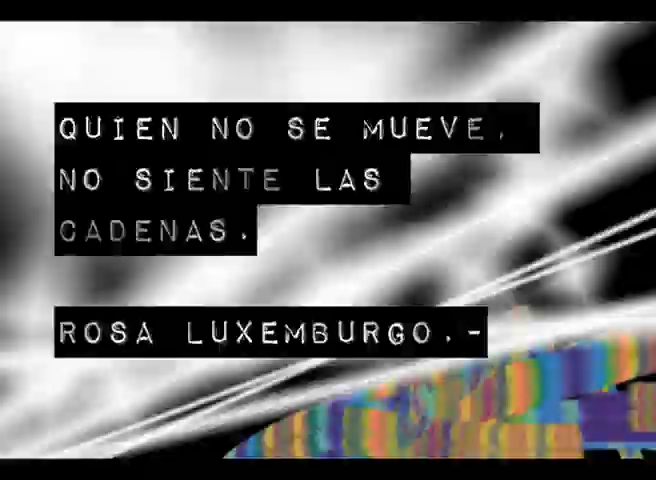 QUIEN NO SE MUEVE,
NO SIENTE LAS
CADENAS.
ROSA LUXEMBURGO.-